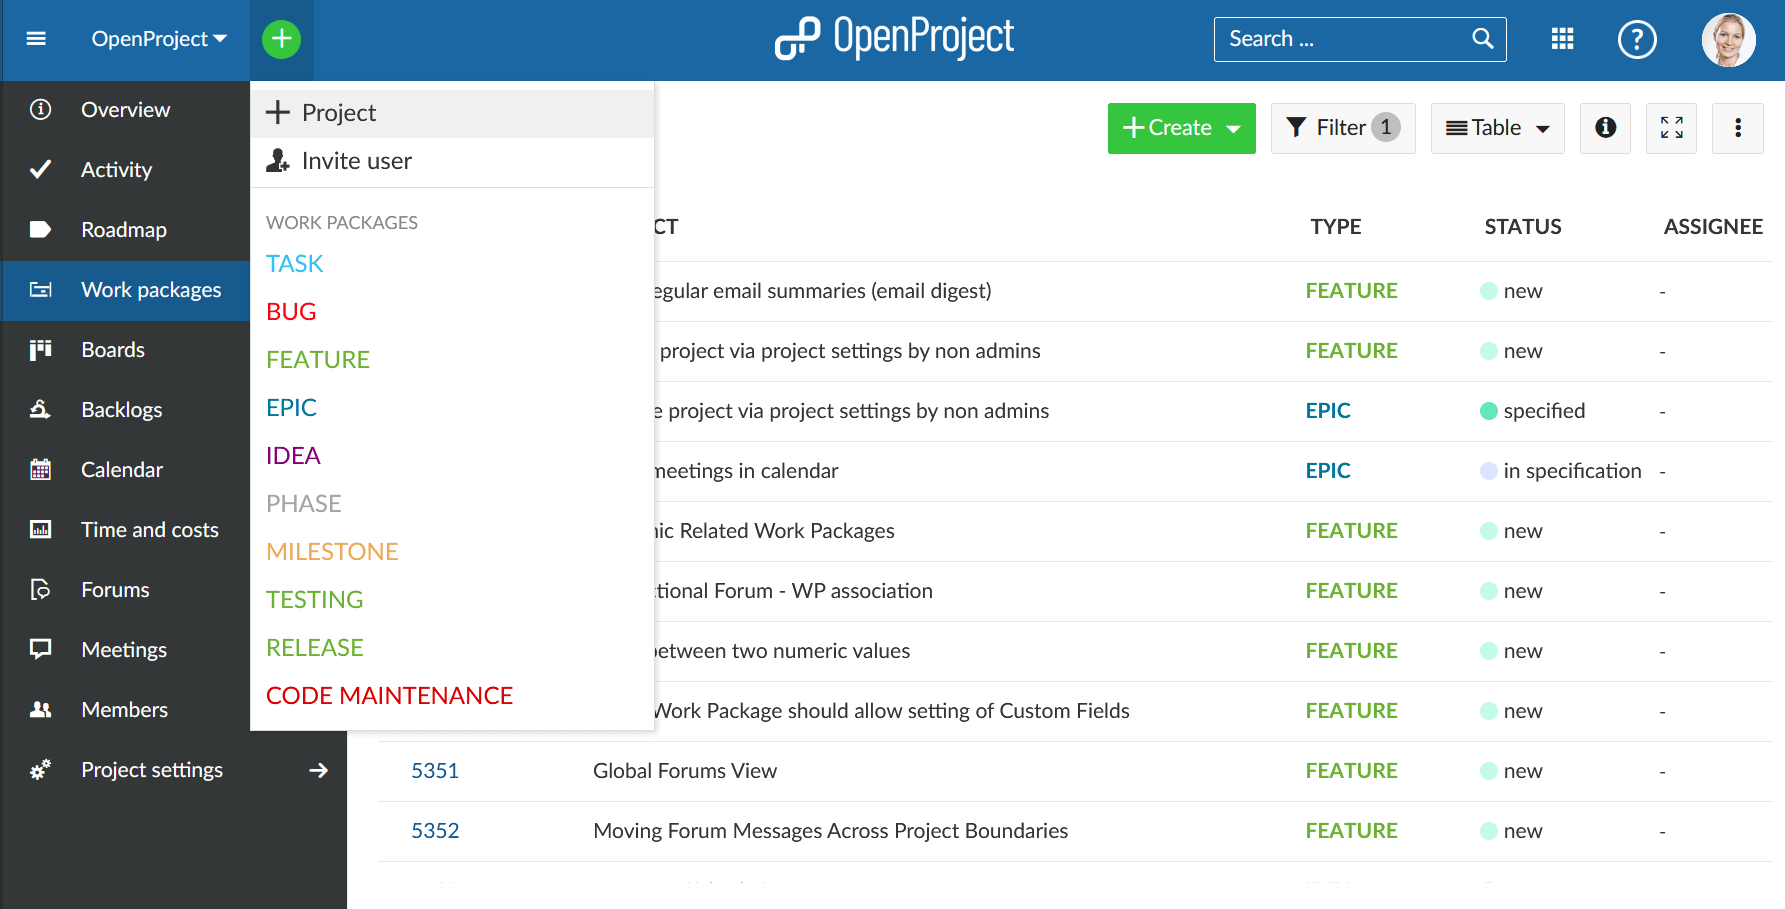 OpenProject
OpenProject
Search ...
?
Overview
Activity
Roadmap
Work packages
Boards
Backlogs
Calendar
Time and costs
Forums
Meetings
Members
Project settings
Project
Invite user
WORK PACKAGES
TASK
BUG
FEATURE
EPIC
IDEA
PHASE
MILESTONE
TESTING
RELEASE
CODE MAINTENANCE
+ Create
Filter 1
Table
CT TYPE STATUS ASSIGNEE
egular email summaries (email digest) FEATURE new -
project via project settings by non admins FEATURE new -
e project via project settings by non admins EPIC specified -
meetings in calendar EPIC in specification -
ic Related Work Packages FEATURE new -
tional Forum - WP association FEATURE new -
between two numeric values FEATURE new -
Work Package should allow setting of Custom Fields FEATURE new -
5351 Global Forums View FEATURE new -
5352 Moving Forum Messages Across Project Boundaries FEATURE new -